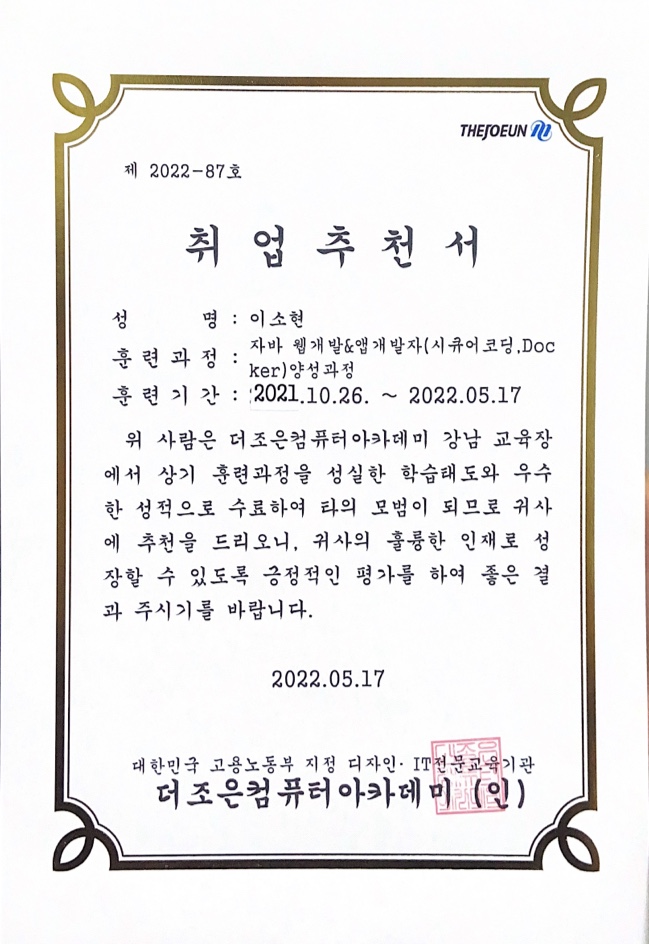 THEJOEUN
제 2022-87호
취 업 추 천 서
성 명 : 이소현
훈 련 과 정 : 자바 웹개발&앱개발자(시큐어코딩,Doc
ker)양성과정
훈 련 기 간 : 2021.10.26. ~ 2022.05.17
위 사람은 더조은컴퓨터아카데미 강남 교육장
에서 상기 훈련과정을 성실한 학습태도와 우수
한 성적으로 수료하여 타의 모범이 되므로 귀사
에 추천을 드리오니, 귀사의 훌륭한 인재로 성
장할 수 있도록 긍정적인 평가를 하여 좋은 결
과 주시기를 바랍니다.
2022.05.17
대한민국 고용노동부 지정 디자인· IT전문교육기관
더조은컴퓨터아카데미 (인)